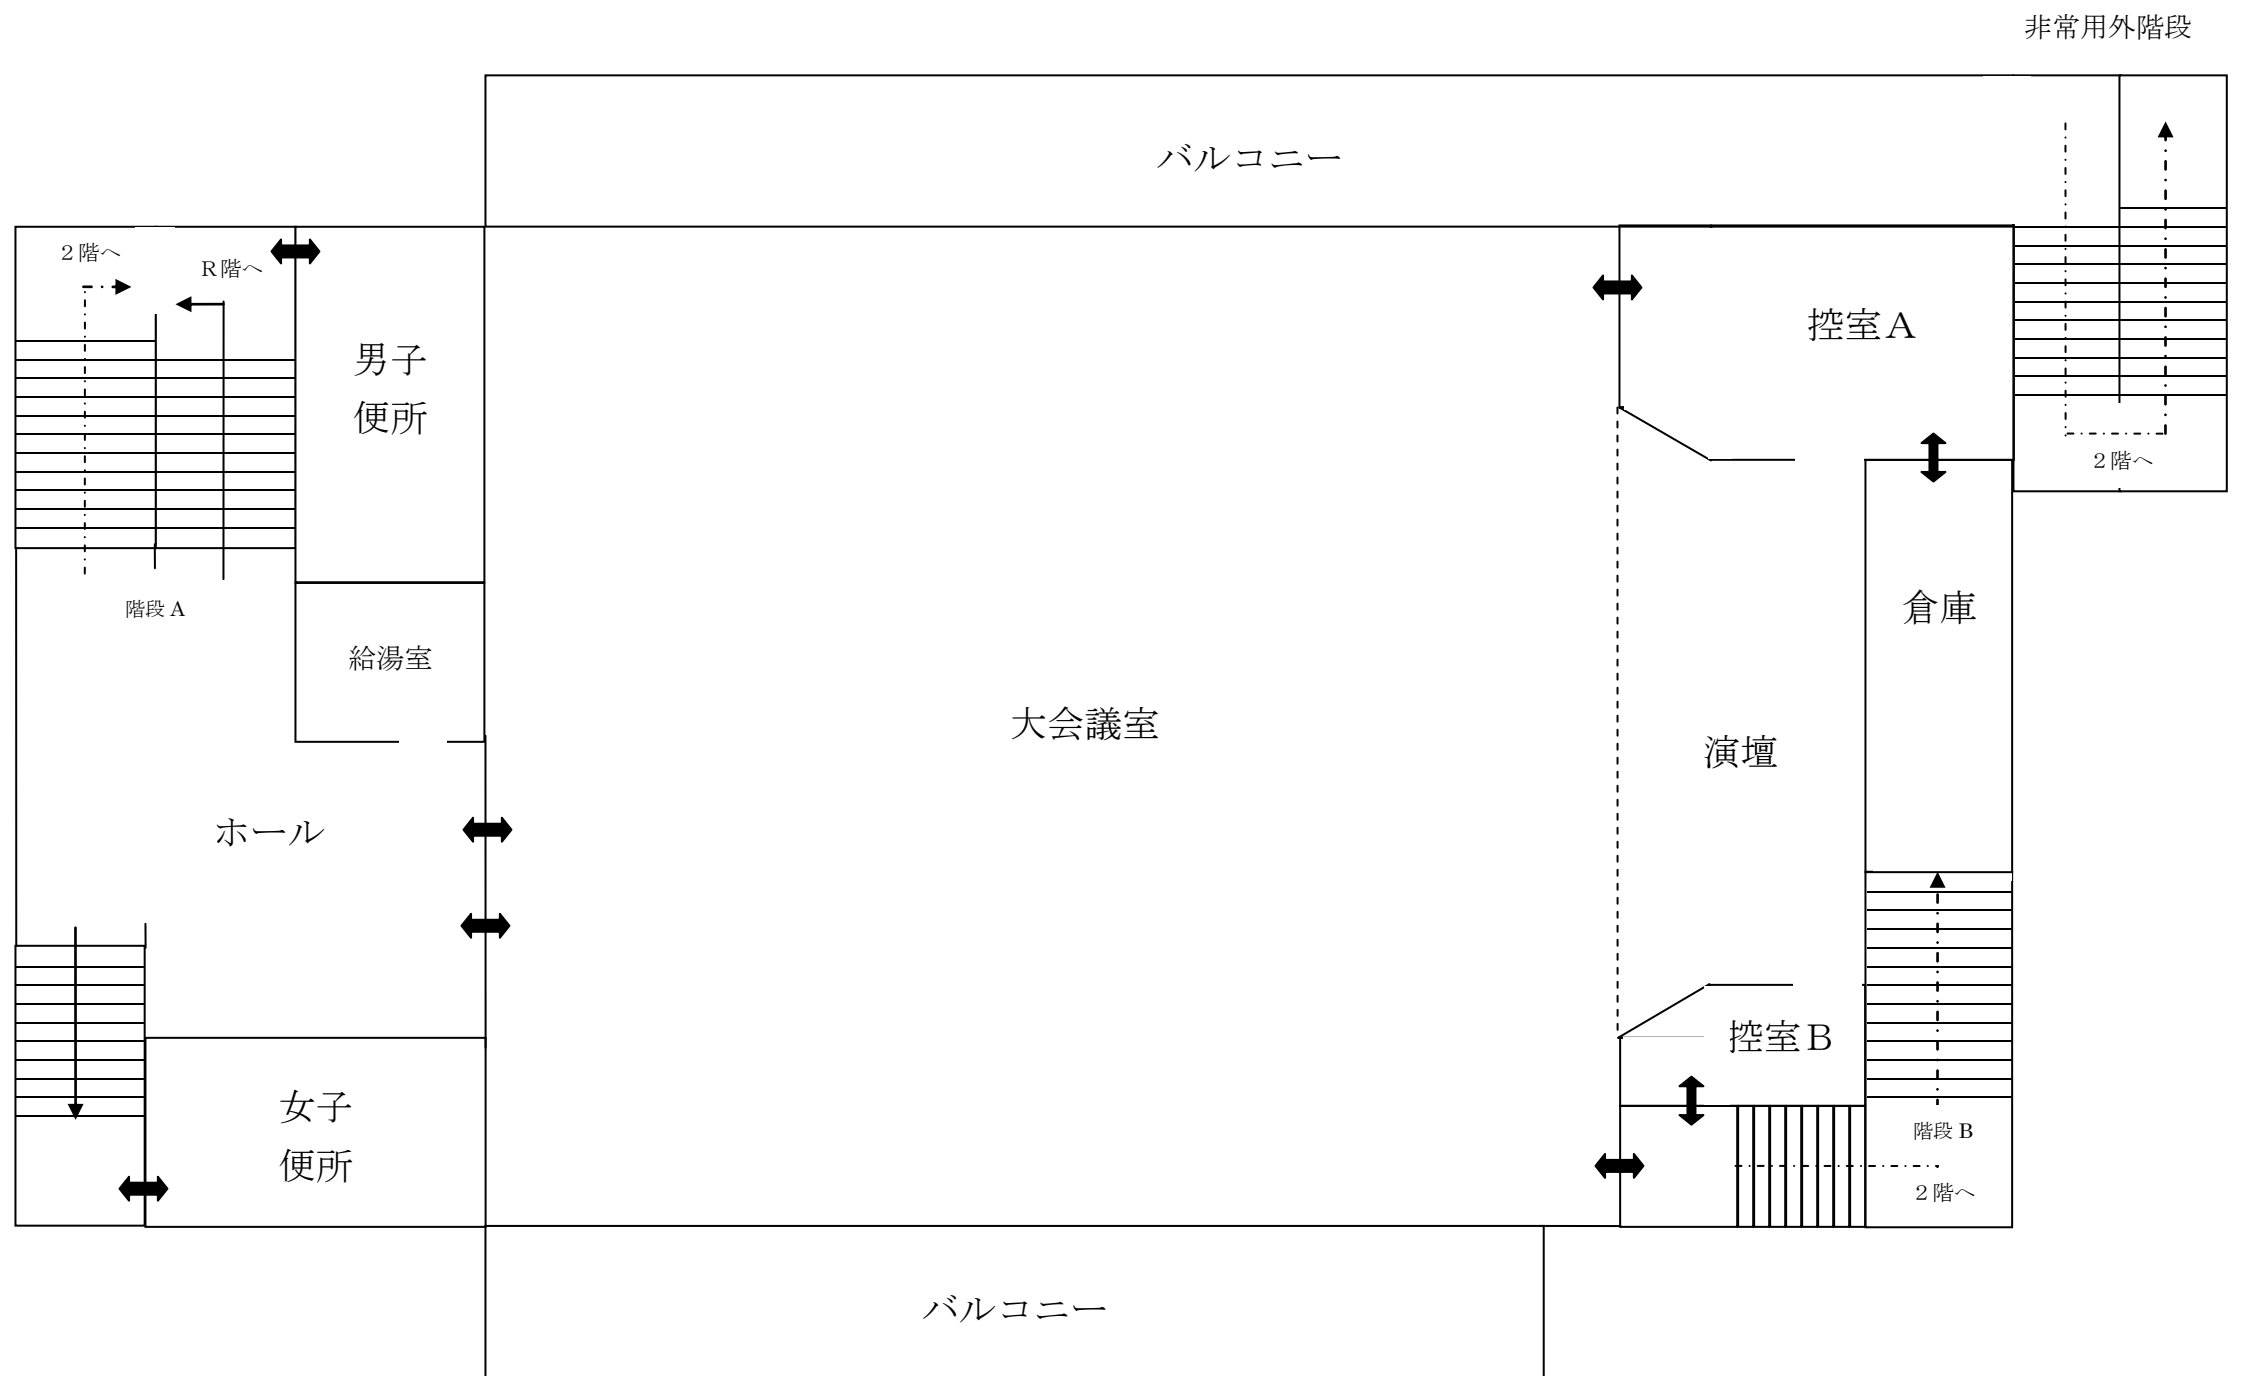 非常用外階段
バルコニー
２階へ
Ｒ階へ
控室Ａ
男子
便所
２階へ
階段 A
倉庫
給湯室
大会議室
演壇
ホール
控室Ｂ
女子
便所
階段 B
２階へ
バルコニー